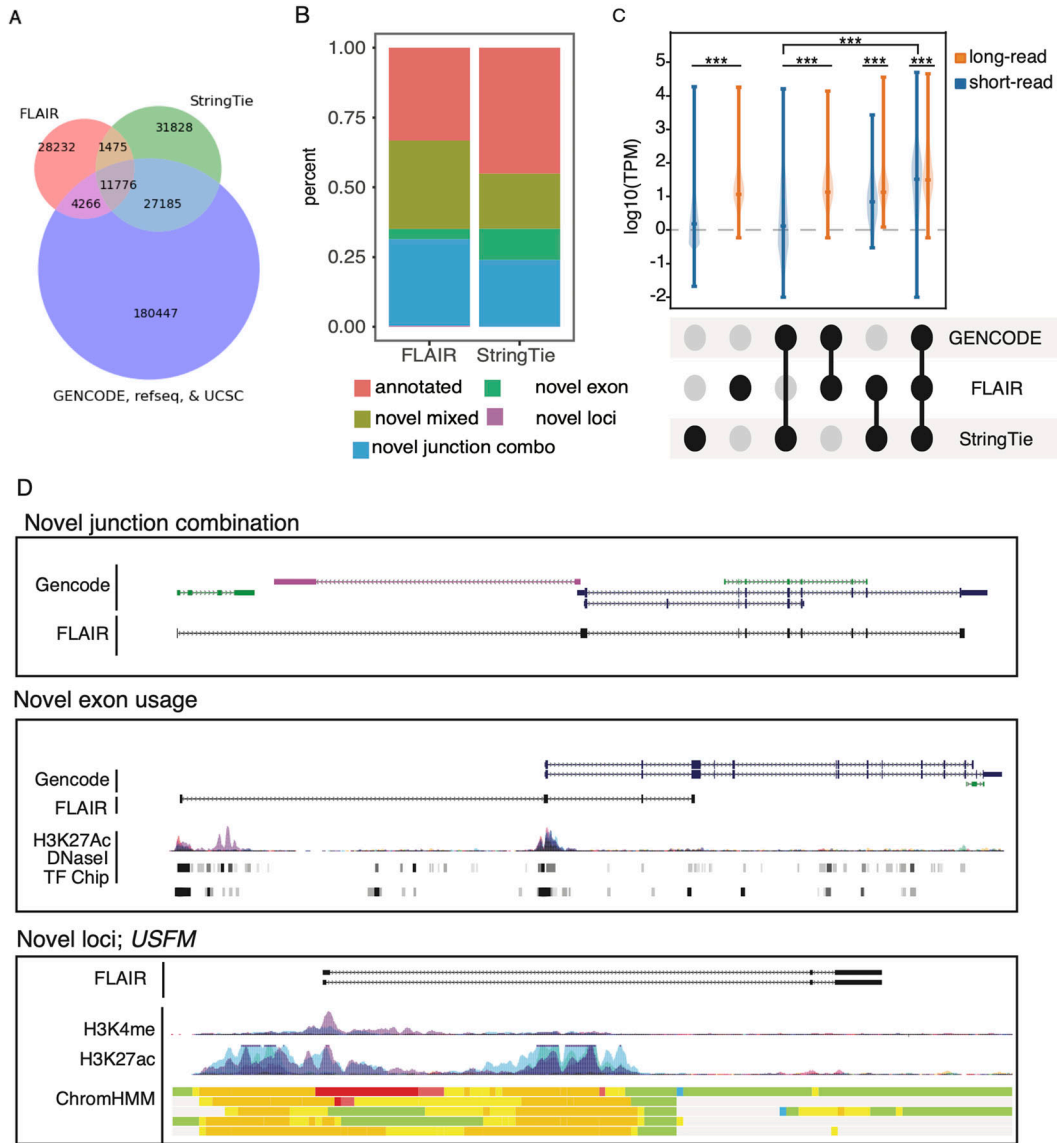 A
FLAIR
StringTie
28232
1475
31828
11776
4266
27185
180447
GENCODE, refseq, & UCSC
B
percent
1.00
0.75
0.50
0.25
0.00
FLAIR StringTie
annotated
novel exon
novel mixed
novel loci
novel junction combo
C
log10(TPM)
5
4
3
2
1
0
-1
-2
***
***
***
***
***
long-read
short-read
GENCODE
FLAIR
StringTie
D
Novel junction combination
Gencode
FLAIR
Novel exon usage
Gencode
FLAIR
H3K27Ac
DNaseI
TF Chip
Novel loci; USFM
FLAIR
H3K4me
H3K27ac
ChromHMM